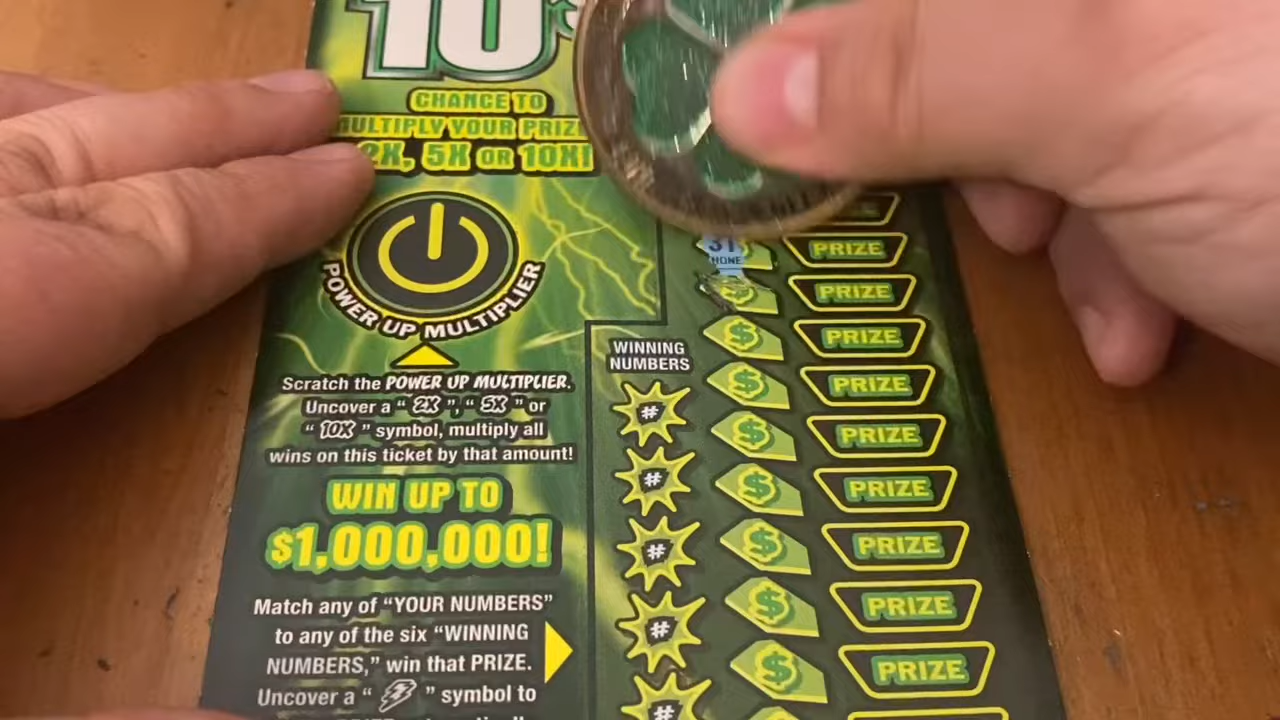 10's
CHANCE TO
MULTIPLY YOUR PRIZE
2X, 5X OR 10X!
POWER UP MULTIPLIER
Scratch the POWER UP MULTIPLIER.
Uncover a “ 2X ”, “ 5X ” or
“ 10X ” symbol, multiply all
wins on this ticket by that amount!
WIN UP TO
$1,000,000!
Match any of “YOUR NUMBERS”
to any of the six “WINNING
NUMBERS,” win that PRIZE.
Uncover a “ ” symbol to
WINNING
NUMBERS
#
#
#
#
#
31
HONE
PRIZE
PRIZE
$ PRIZE
$ PRIZE
$ PRIZE
$ PRIZE
$ PRIZE
$ PRIZE
$ PRIZE